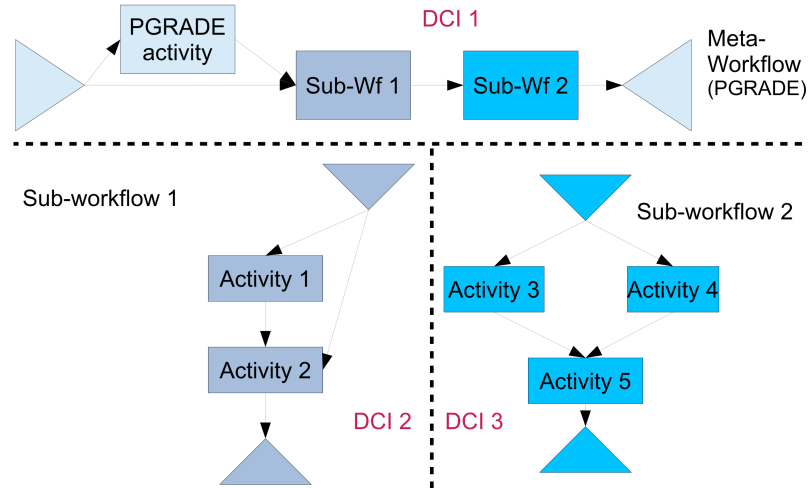 DCI 1
PGRADE
activity
Sub-Wf 1
Sub-Wf 2
Meta-
Workflow
(PGRADE)
Sub-workflow 1
Activity 1
Activity 2
DCI 2
Sub-workflow 2
Activity 3
Activity 4
Activity 5
DCI 3